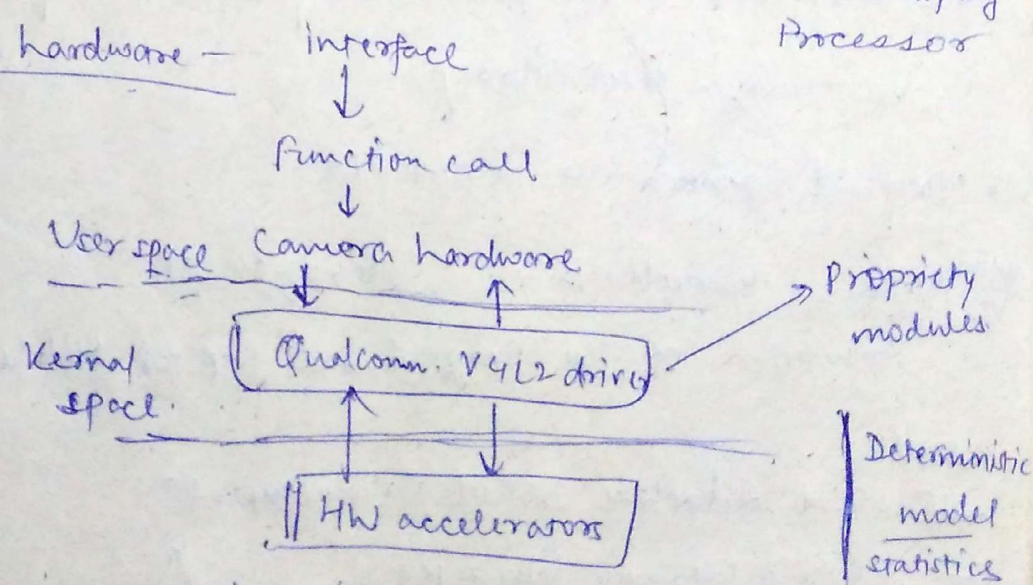 hardware – interface
Processor
Function call
User space Camera hardware
Propriety
modules
Kernal
space.
Qualcomm. V4L2 driver
HW accelerators
Deterministic
model
statistics